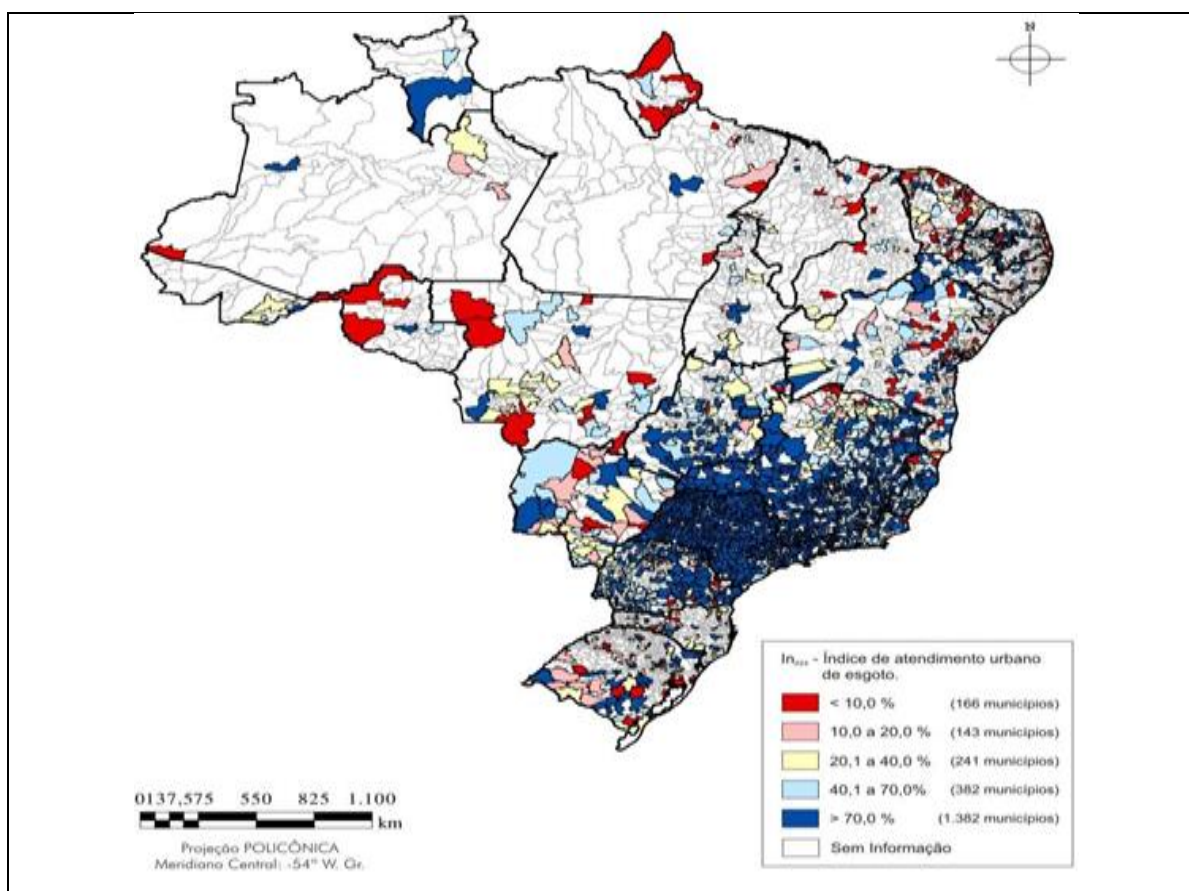 N
In₀₂₄ - Índice de atendimento urbano
de esgoto.
< 10,0 % (166 municípios)
10,0 a 20,0 % (143 municípios)
20,1 a 40,0 % (241 municípios)
40,1 a 70,0% (382 municípios)
> 70,0 % (1.382 municípios)
Sem Informação
0137,575 550 825 1.100
km
Projeção POLICÔNICA
Meridiano Central: -54º W. Gr.